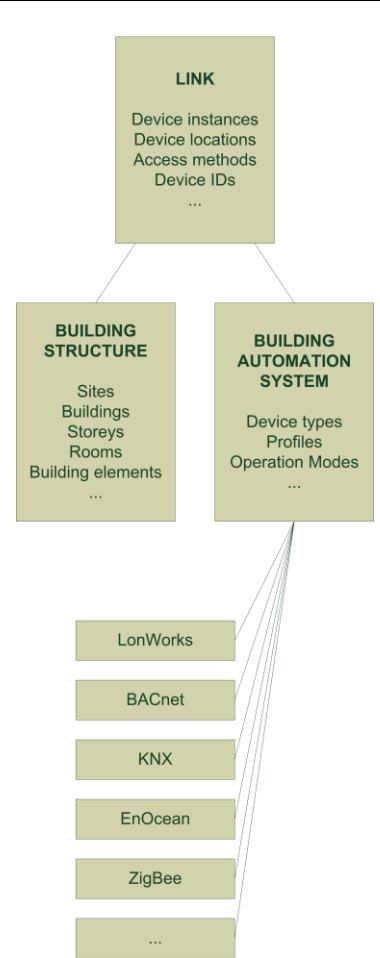 LINK
Device instances
Device locations
Access methods
Device IDs
...
BUILDING
STRUCTURE
Sites
Buildings
Storeys
Rooms
Building elements
...
BUILDING
AUTOMATION
SYSTEM
Device types
Profiles
Operation Modes
...
LonWorks
BACnet
KNX
EnOcean
ZigBee
...